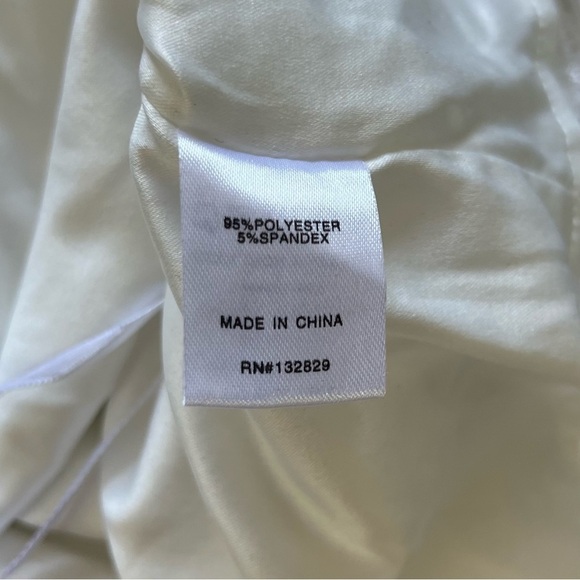 95%POLYESTER
5%SPANDEX
MADE IN CHINA
RN#132829